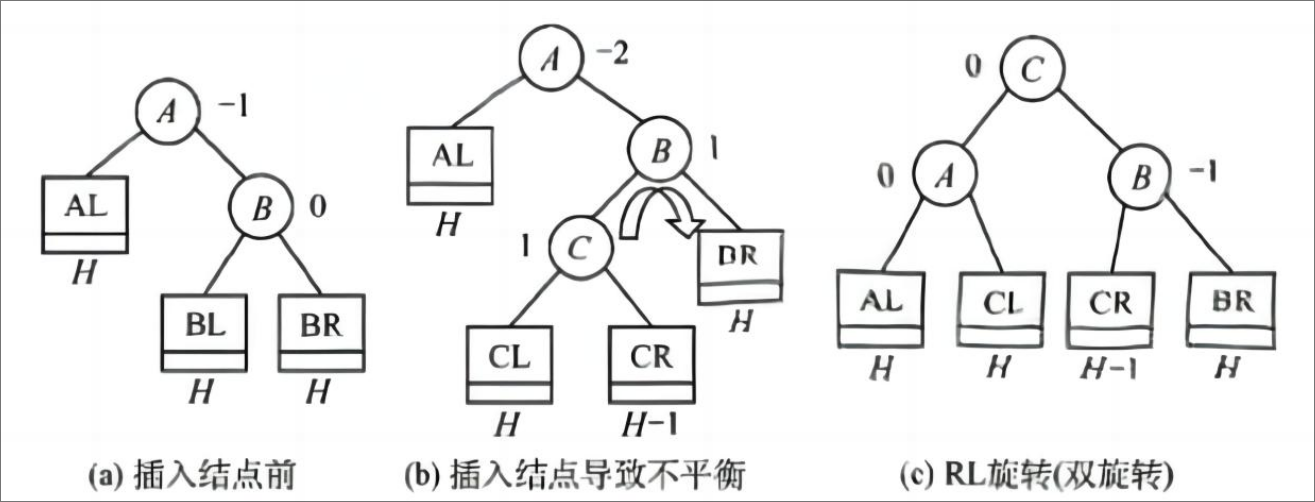 A -1
AL
H
B 0
BL BR
H H
(a) 插入结点前
A -2
AL
H
B 1
1 C
BR
H
CL CR
H H-1
(b) 插入结点导致不平衡
0 C
0 A B -1
AL CL CR BR
H H H-1 H
(c) RL旋转(双旋转)